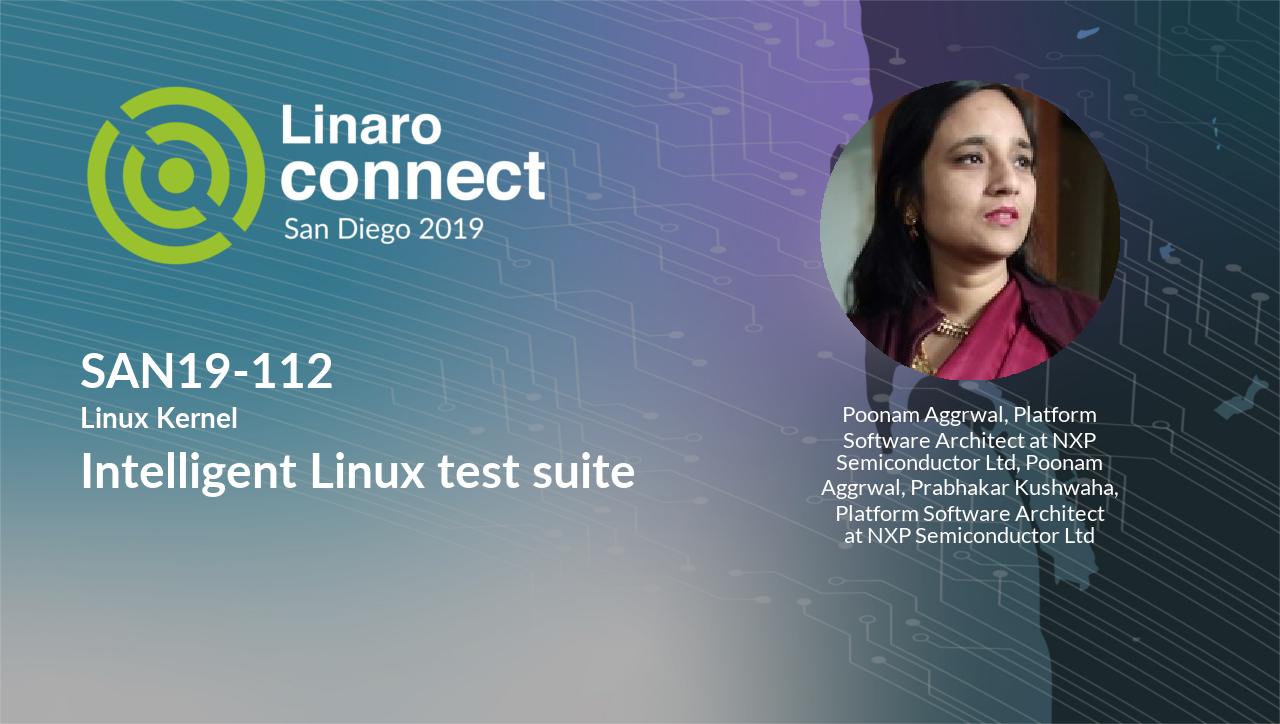 Linaro
connect
San Diego 2019
SAN19-112
Linux Kernel
Intelligent Linux test suite
Poonam Aggrwal, Platform
Software Architect at NXP
Semiconductor Ltd, Poonam
Aggrwal, Prabhakar Kushwaha,
Platform Software Architect
at NXP Semiconductor Ltd